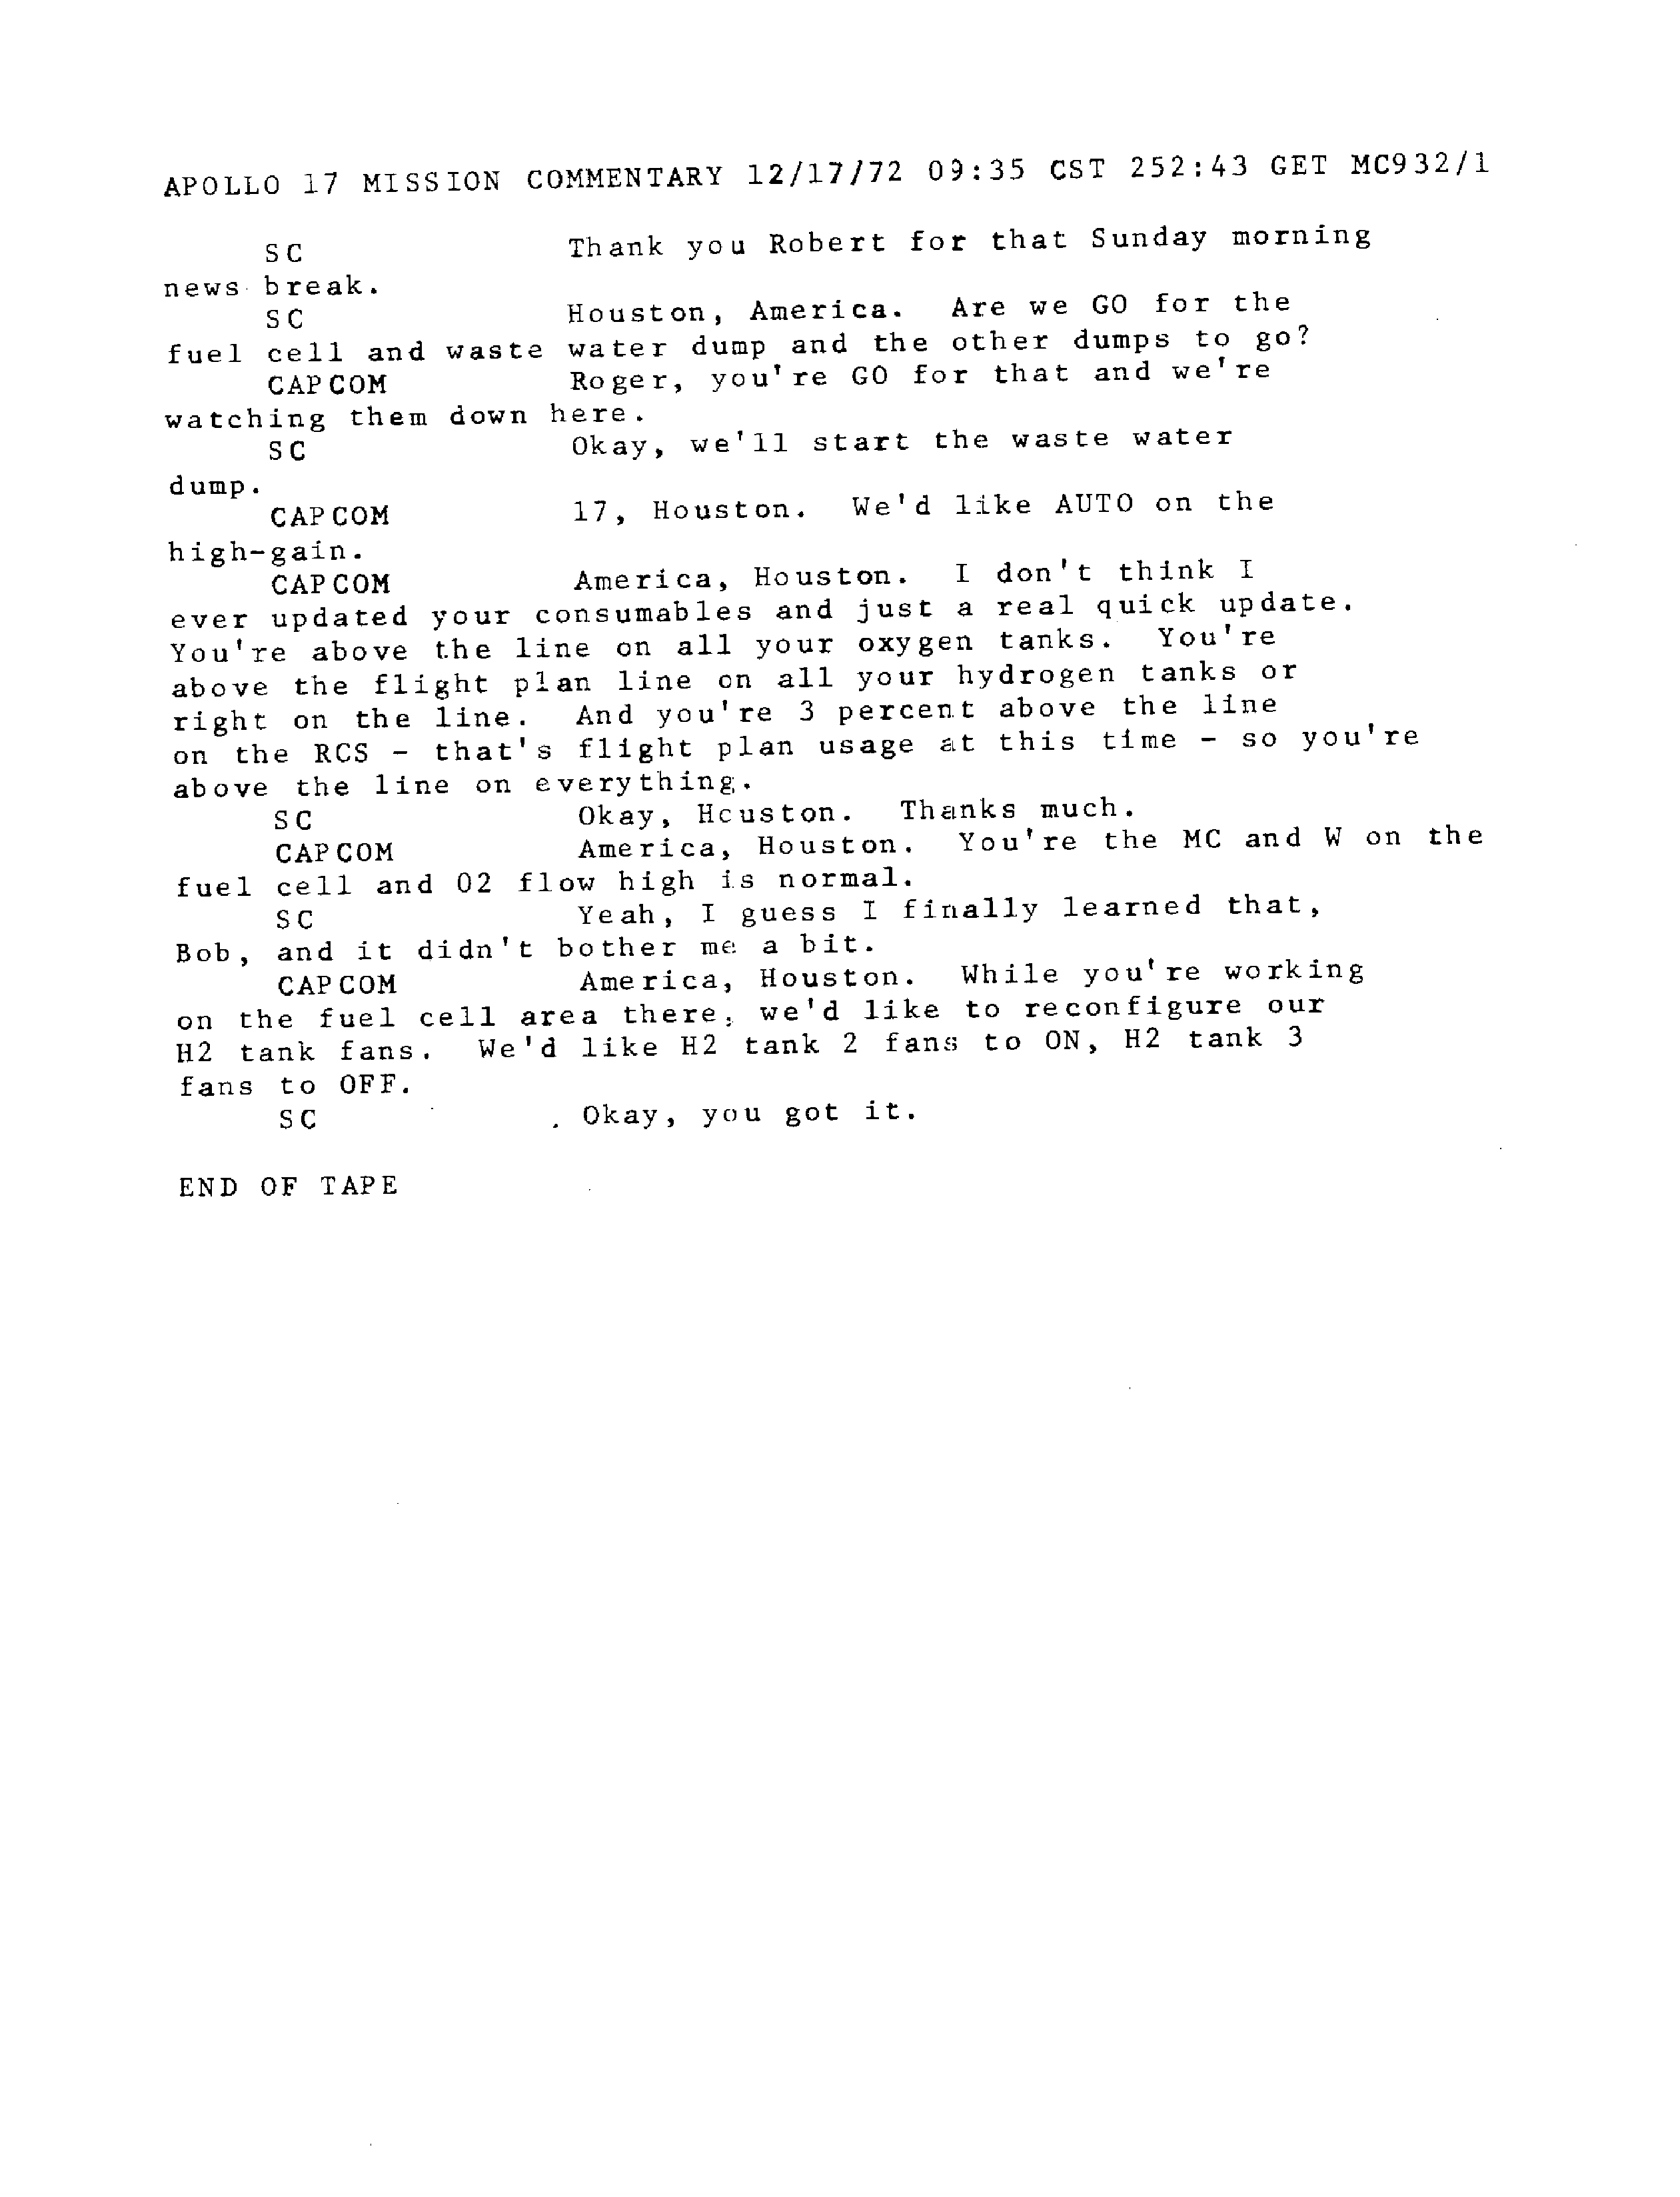 APOLLO 17 MISSION COMMENTARY 12/17/72 09:35 CST 252:43 GET MC932/1
SC Thank you Robert for that Sunday morning
news break.
SC Houston, America. Are we GO for the
fuel cell and waste water dump and the other dumps to go?
CAPCOM Roger, you're GO for that and we're
watching them down here.
SC Okay, we'll start the waste water
dump.
CAPCOM 17, Houston. We'd like AUTO on the
high-gain.
CAPCOM America, Houston. I don't think I
ever updated your consumables and just a real quick update.
You're above the line on all your oxygen tanks. You're
above the flight plan line on all your hydrogen tanks or
right on the line. And you're 3 percent above the line
on the RCS - that's flight plan usage at this time - so you're
above the line on everything.
SC Okay, Houston. Thanks much.
CAPCOM America, Houston. You're the MC and W on the
fuel cell and O2 flow high is normal.
SC Yeah, I guess I finally learned that,
Bob, and it didn't bother me a bit.
CAPCOM America, Houston. While you're working
on the fuel cell area there, we'd like to reconfigure our
H2 tank fans. We'd like H2 tank 2 fans to ON, H2 tank 3
fans to OFF.
SC Okay, you got it.
END OF TAPE